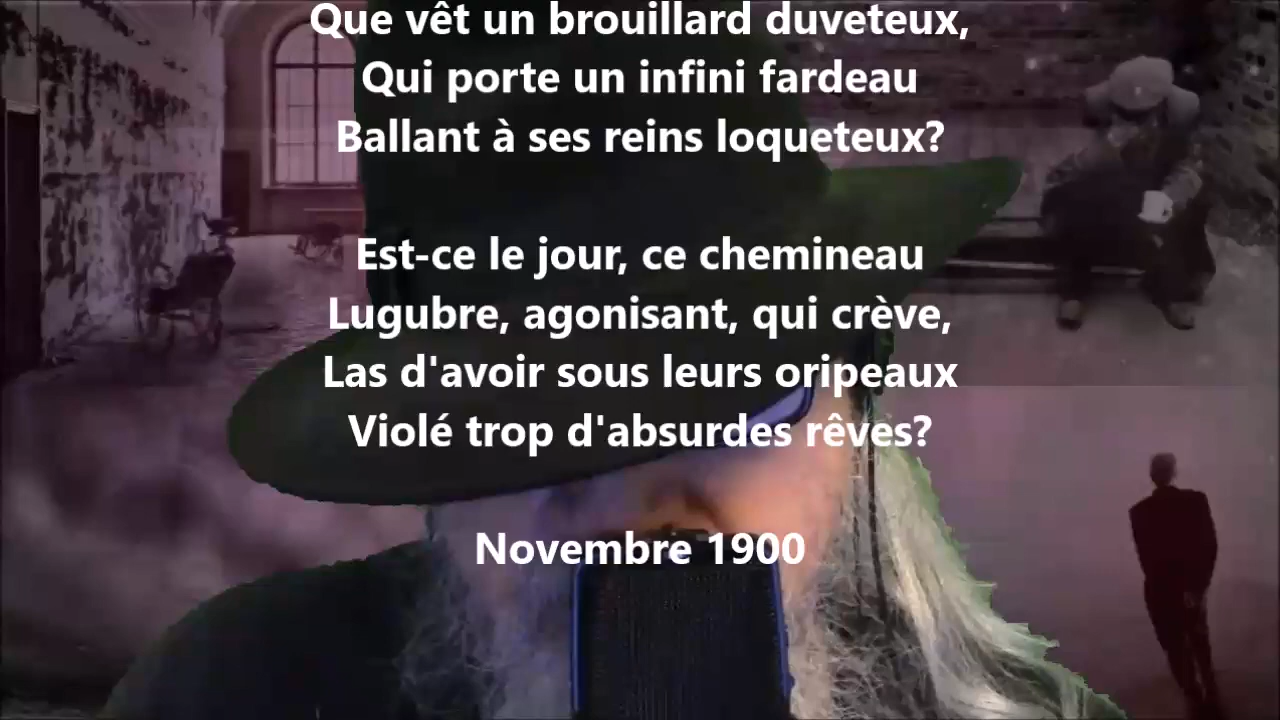 Que vêt un brouillard duveteux,
Qui porte un infini fardeau
Ballant à ses reins loqueteux?
Est-ce le jour, ce chemineau
Lugubre, agonisant, qui crève,
Las d'avoir sous leurs oripeaux
Violé trop d'absurdes rêves?
Novembre 1900